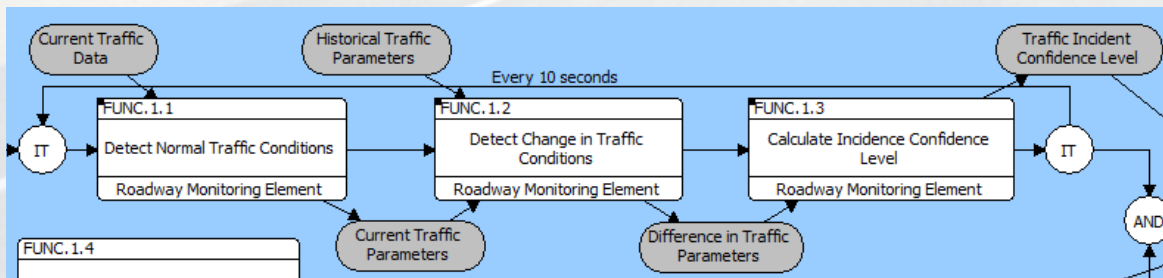 Current Traffic
Data
Historical Traffic
Parameters
Traffic Incident
Confidence Level
Every 10 seconds
FUNC.1.1
FUNC.1.2
FUNC.1.3
IT
Detect Normal Traffic Conditions
Detect Change in Traffic
Conditions
Calculate Incidence Confidence
Level
IT
Roadway Monitoring Element
Roadway Monitoring Element
Roadway Monitoring Element
Current Traffic
Parameters
Difference in Traffic
Parameters
AND
FUNC.1.4